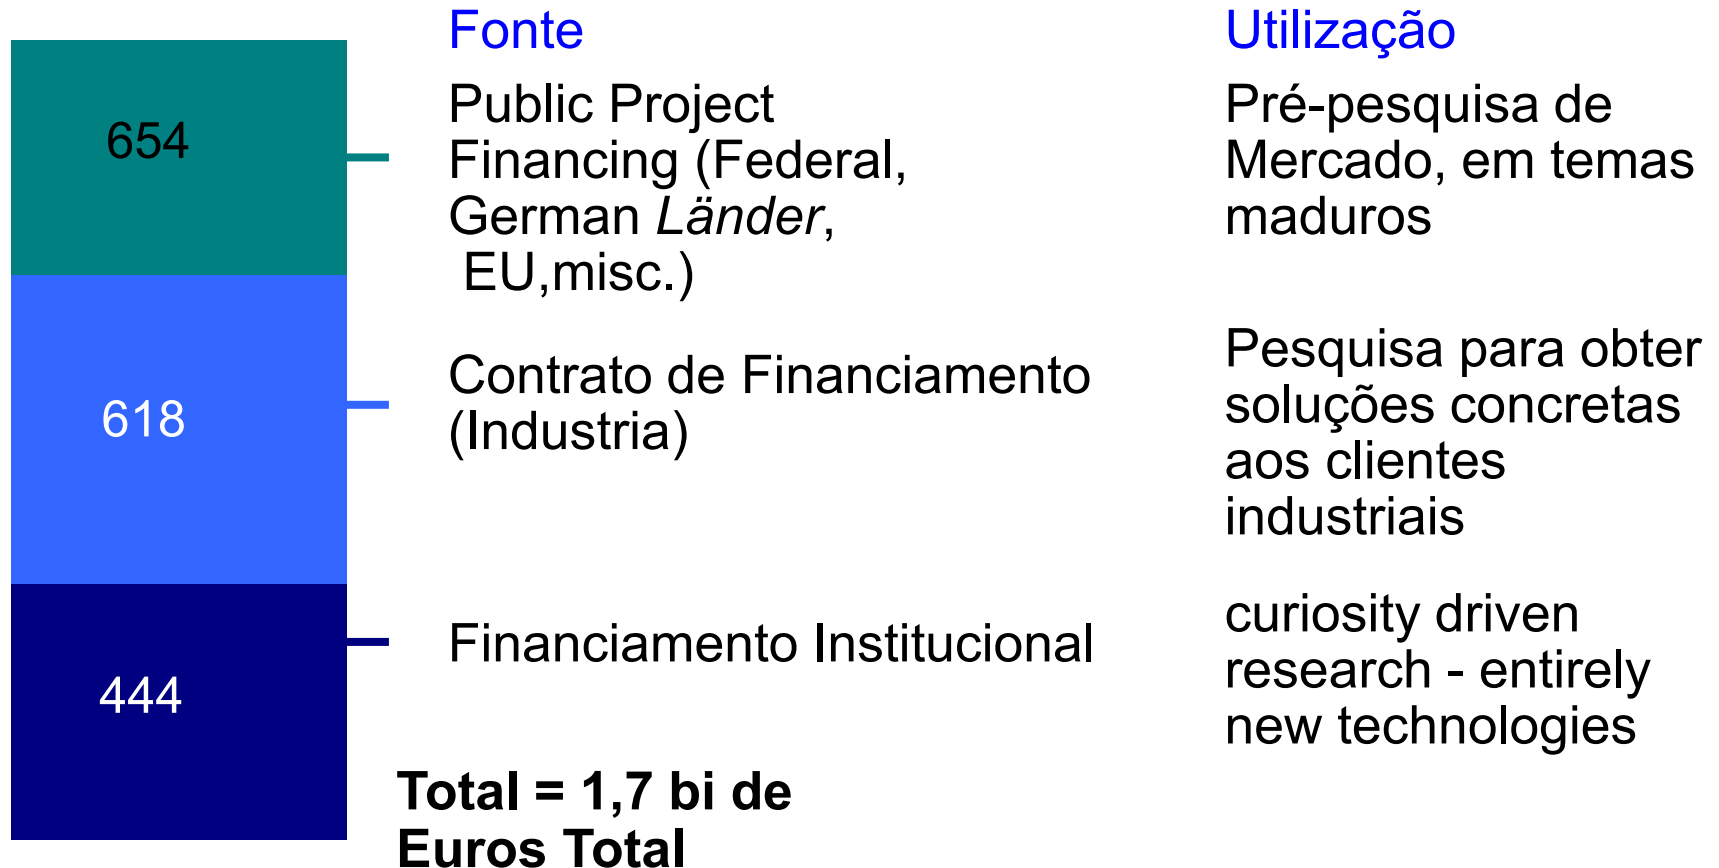 Fonte
Utilização
654
Public Project
Financing (Federal,
German Länder,
EU,misc.)
Pré-pesquisa de
Mercado, em temas
maduros
618
Contrato de Financiamento
(Industria)
Pesquisa para obter
soluções concretas
aos clientes
industriais
444
Financiamento Institucional
curiosity driven
research - entirely
new technologies
Total = 1,7 bi de
Euros Total